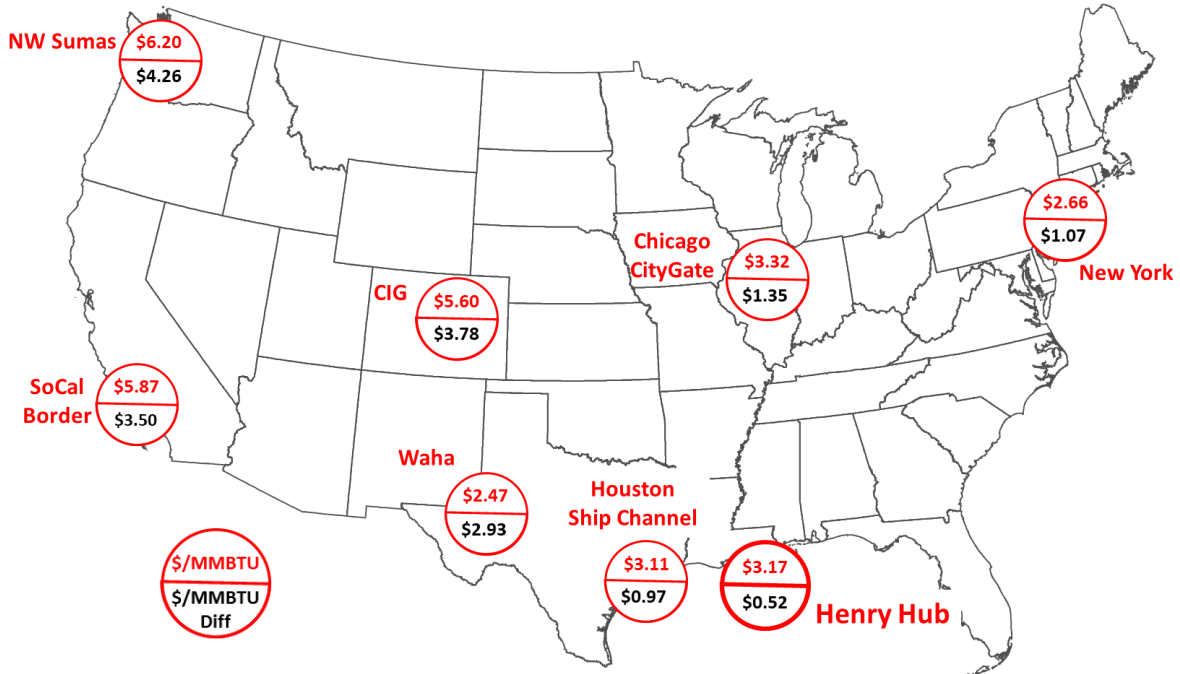 NW Sumas
$6.20
$4.26
$2.66
$1.07
New York
Chicago
CityGate
$3.32
$1.35
CIG
$5.60
$3.78
SoCal
Border
$5.87
$3.50
Waha
$2.47
$2.93
Houston
Ship Channel
$3.11
$0.97
$3.17
$0.52
Henry Hub
$/MMBTU
$/MMBTU
Diff